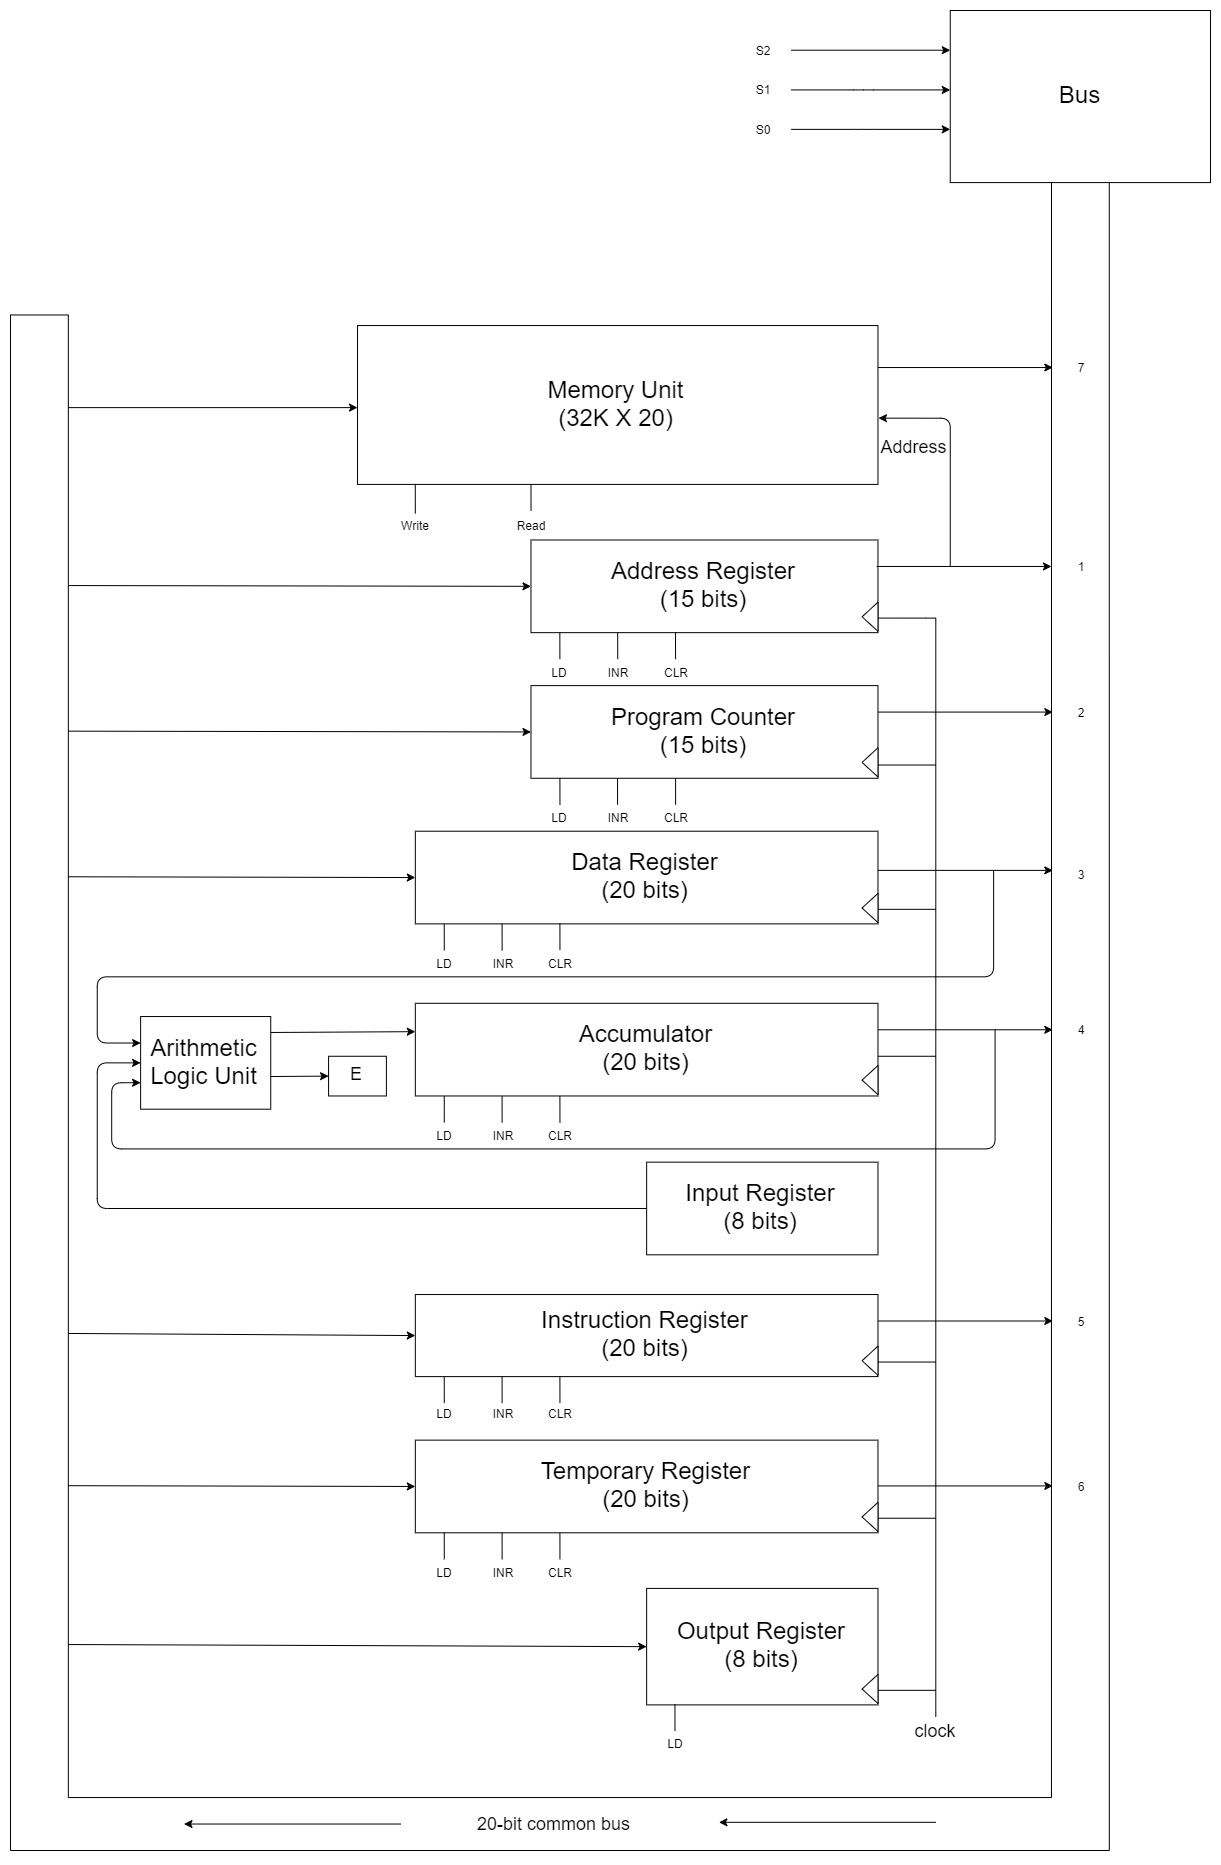 S2
S1
S0
Bus
7
Memory Unit
(32K X 20)
Address
Write
Read
Address Register
(15 bits)
1
LD
INR
CLR
Program Counter
(15 bits)
2
LD
INR
CLR
Data Register
(20 bits)
3
LD
INR
CLR
Arithmetic
Logic Unit
E
Accumulator
(20 bits)
4
LD
INR
CLR
Input Register
(8 bits)
Instruction Register
(20 bits)
5
LD
INR
CLR
Temporary Register
(20 bits)
6
LD
INR
CLR
Output Register
(8 bits)
LD
clock
20-bit common bus